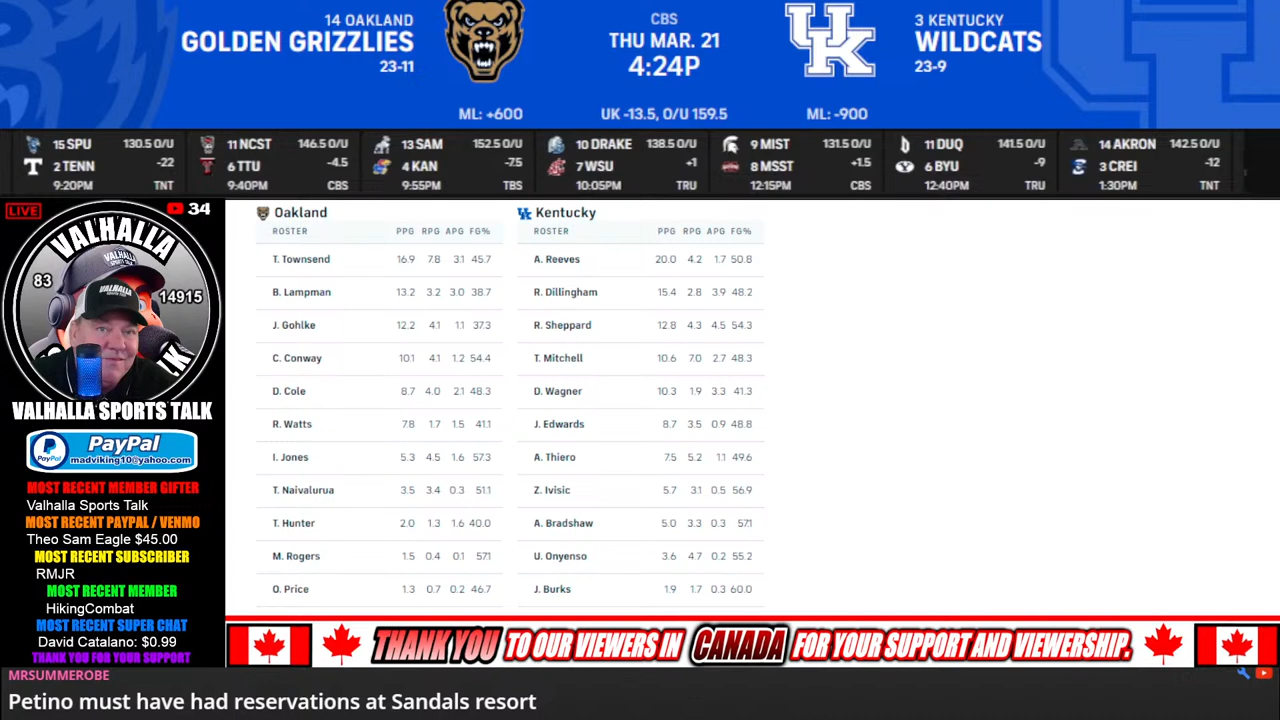 14 OAKLAND
GOLDEN GRIZZLIES
23-11
ML: +600
CBS
THU MAR. 21
4:24P
UK -13.5, O/U 159.5
3 KENTUCKY
WILDCATS
23-9
ML: -900
15 SPU 130.5 O/U
2 TENN -22
9:20PM TNT
11 NCST 146.5 O/U
6 TTU -4.5
9:40PM CBS
13 SAM 152.5 O/U
4 KAN -7.5
9:55PM TBS
10 DRAKE 138.5 O/U
7 WSU +1
10:05PM TRU
9 MIST 131.5 O/U
8 MSST +1.5
12:15PM CBS
11 DUQ 141.5 O/U
6 BYU -9
12:40PM TRU
14 AKRON 142.5 O/U
3 CREI -12
1:30PM TNT
LIVE
34
VALHALLA
83
14915
VALHALLA SPORTS TALK
PayPal
madviking10@yahoo.com
MOST RECENT MEMBER GIFTER
Valhalla Sports Talk
MOST RECENT PAYPAL / VENMO
Theo Sam Eagle $45.00
MOST RECENT SUBSCRIBER
RMJR
MOST RECENT MEMBER
HikingCombat
MOST RECENT SUPER CHAT
David Catalano: $0.99
THANK YOU FOR YOUR SUPPORT
Oakland
ROSTER PPG RPG APG FG%
T. Townsend 16.9 7.8 3.1 45.7
B. Lampman 13.2 3.2 3.0 38.7
J. Gohlke 12.2 4.1 1.1 37.3
C. Conway 10.1 4.1 1.2 54.4
D. Cole 8.7 4.0 2.1 48.3
R. Watts 7.8 1.7 1.5 41.1
I. Jones 5.3 4.5 1.6 57.3
T. Naivalurua 3.5 3.4 0.3 51.1
T. Hunter 2.0 1.3 1.6 40.0
M. Rogers 1.5 0.4 0.1 57.1
O. Price 1.3 0.7 0.2 46.7
Kentucky
ROSTER PPG RPG APG FG%
A. Reeves 20.0 4.2 1.7 50.8
R. Dillingham 15.4 2.8 3.9 48.2
R. Sheppard 12.8 4.3 4.5 54.3
T. Mitchell 10.6 7.0 2.7 48.3
D. Wagner 10.3 1.9 3.3 41.3
J. Edwards 8.7 3.5 0.9 48.8
A. Thiero 7.5 5.2 1.1 49.6
Z. Ivisic 5.7 3.1 0.5 56.9
A. Bradshaw 5.0 3.3 0.3 57.1
U. Onyenso 3.6 4.7 0.2 55.2
J. Burks 1.9 1.7 0.3 60.0
THANK YOU TO OUR VIEWERS IN CANADA FOR YOUR SUPPORT AND VIEWERSHIP.
MRSUMMEROBE
Petino must have had reservations at Sandals resort